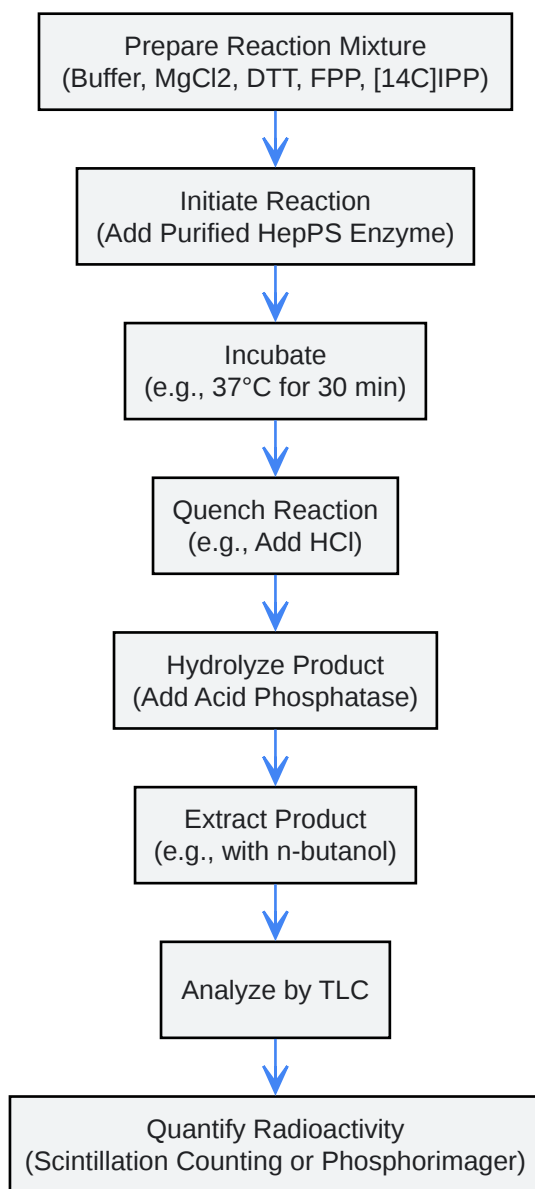 Prepare Reaction Mixture
(Buffer, MgCl2, DTT, FPP, [14C]IPP)
Initiate Reaction
(Add Purified HepPS Enzyme)
Incubate
(e.g., 37°C for 30 min)
Quench Reaction
(e.g., Add HCl)
Hydrolyze Product
(Add Acid Phosphatase)
Extract Product
(e.g., with n-butanol)
Analyze by TLC
Quantify Radioactivity
(Scintillation Counting or Phosphorimager)